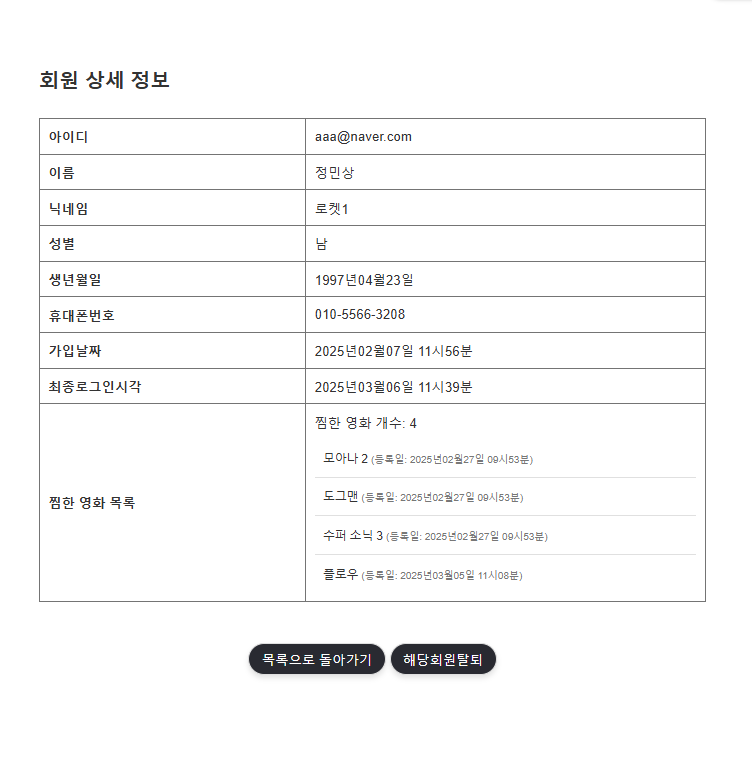 회원 상세 정보
아이디 aaa@naver.com
이름 정민상
닉네임 로켓1
성별 남
생년월일 1997년04월23일
휴대폰번호 010-5566-3208
가입날짜 2025년02월07일 11시56분
최종로그인시각 2025년03월06일 11시39분
찜한 영화 목록
찜한 영화 개수: 4
모아나 2 (등록일: 2025년02월27일 09시53분)
도그맨 (등록일: 2025년02월27일 09시53분)
수퍼 소닉 3 (등록일: 2025년02월27일 09시53분)
플로우 (등록일: 2025년03월05일 11시08분)
목록으로 돌아가기 해당회원탈퇴